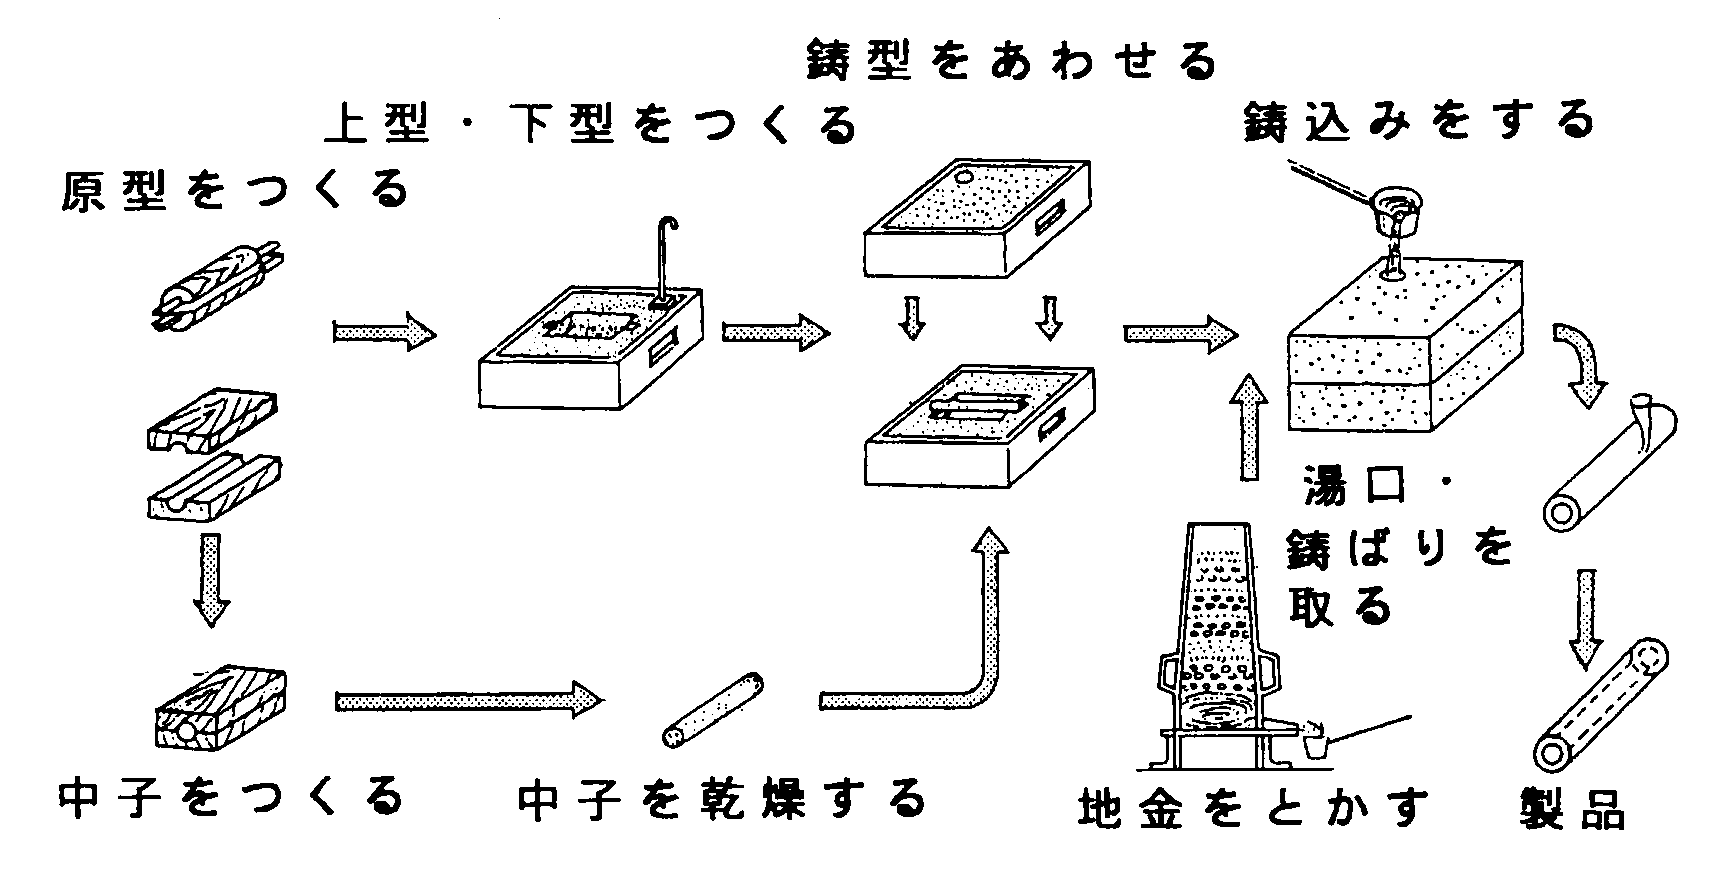 鋳型をあわせる
上型・下型をつくる
鋳込みをする
原型をつくる
湯口・
鋳ばりを
取る
中子をつくる
中子を乾燥する
地金をとかす
製品